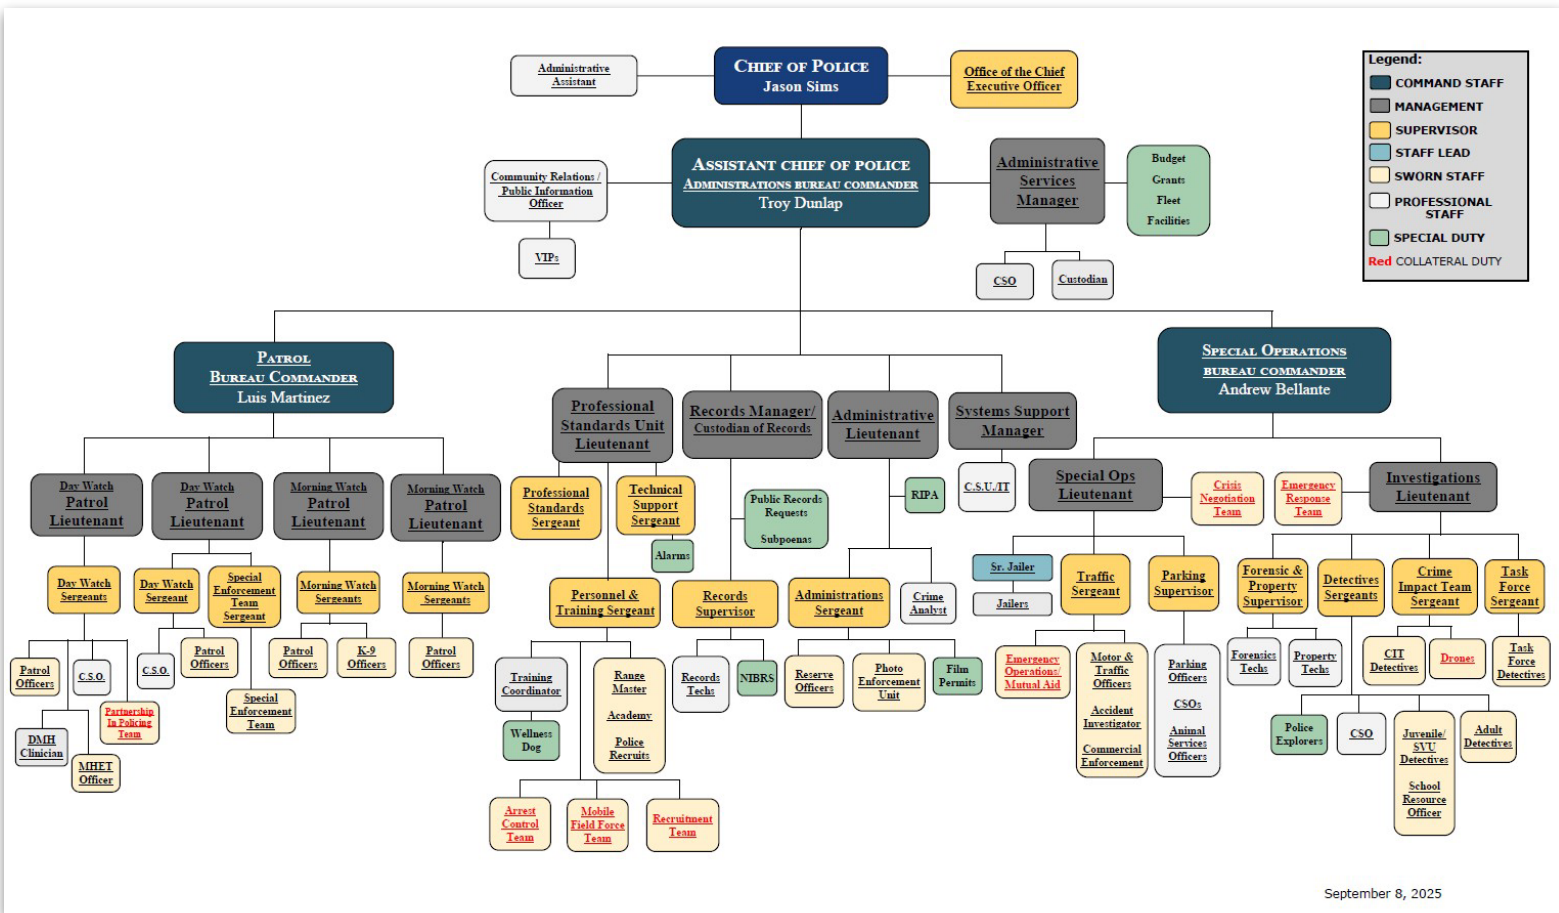 Administrative
Assistant
CHIEF OF POLICE
Jason Sims
Office of the Chief
Executive Officer
Legend:
COMMAND STAFF
MANAGEMENT
SUPERVISOR
STAFF LEAD
SWORN STAFF
PROFESSIONAL
STAFF
SPECIAL DUTY
Red COLLATERAL DUTY
Community Relations /
Public Information
Officer
VIPs
ASSISTANT CHIEF OF POLICE
ADMINISTRATIONS BUREAU COMMANDER
Troy Dunlap
Administrative
Services
Manager
Budget
Grants
Fleet
Facilities
CSO
Custodian
PATROL
BUREAU COMMANDER
Luis Martinez
SPECIAL OPERATIONS
BUREAU COMMANDER
Andrew Bellante
Day Watch
Patrol
Lieutenant
Day Watch
Patrol
Lieutenant
Morning Watch
Patrol
Lieutenant
Morning Watch
Patrol
Lieutenant
Day Watch
Sergeants
Day Watch
Sergeant
Special
Enforcement
Team
Sergeant
Morning Watch
Sergeants
Morning Watch
Sergeants
Patrol
Officers
C.S.O.
C.S.O.
Patrol
Officers
Patrol
Officers
K-9
Officers
Patrol
Officers
Partnership
In Policing
Team
Special
Enforcement
Team
DMH
Clinician
MHET
Officer
Professional
Standards Unit
Lieutenant
Records Manager/
Custodian of Records
Administrative
Lieutenant
Systems Support
Manager
Professional
Standards
Sergeant
Technical
Support
Sergeant
Alarms
Public Records
Requests
Subpoenas
RIPA
C.S.U./IT
Personnel &
Training Sergeant
Records
Supervisor
Administrations
Sergeant
Crime
Analyst
Training
Coordinator
Wellness
Dog
Range
Master
Academy
Police
Recruits
Records
Techs
NIBRS
Reserve
Officers
Photo
Enforcement
Unit
Film
Permits
Arrest
Control
Team
Mobile
Field Force
Team
Recruitment
Team
Special Ops
Lieutenant
Crisis
Negotiation
Team
Emergency
Response
Team
Investigations
Lieutenant
Sr. Jailer
Jailers
Traffic
Sergeant
Parking
Supervisor
Forensic &
Property
Supervisor
Detectives
Sergeants
Crime
Impact Team
Sergeant
Task
Force
Sergeant
Emergency
Operations/
Mutual Aid
Motor &
Traffic
Officers
Accident
Investigator
Commercial
Enforcement
Parking
Officers
CSOs
Animal
Services
Officers
Forensics
Techs
Property
Techs
CIT
Detectives
Drones
Task
Force
Detectives
Police
Explorers
CSO
Juvenile/
SVU
Detectives
School
Resource
Officer
Adult
Detectives
September 8, 2025